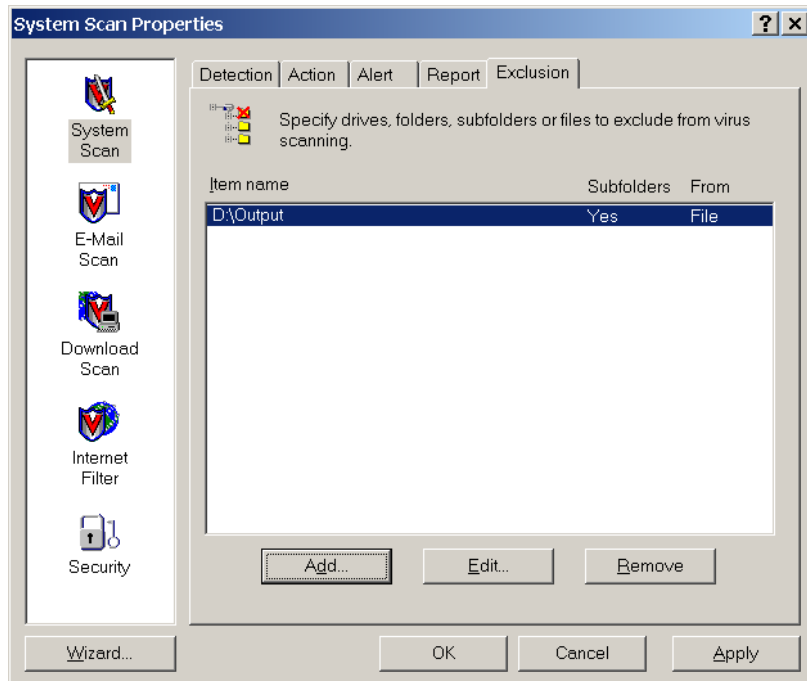 System Scan Properties
Detection Action Alert Report Exclusion
System
Scan
E-Mail
Scan
Download
Scan
Internet
Filter
Security
Specify drives, folders, subfolders or files to exclude from virus
scanning.
Item name Subfolders From
D:\Output Yes File
Add... Edit... Remove
Wizard... OK Cancel Apply